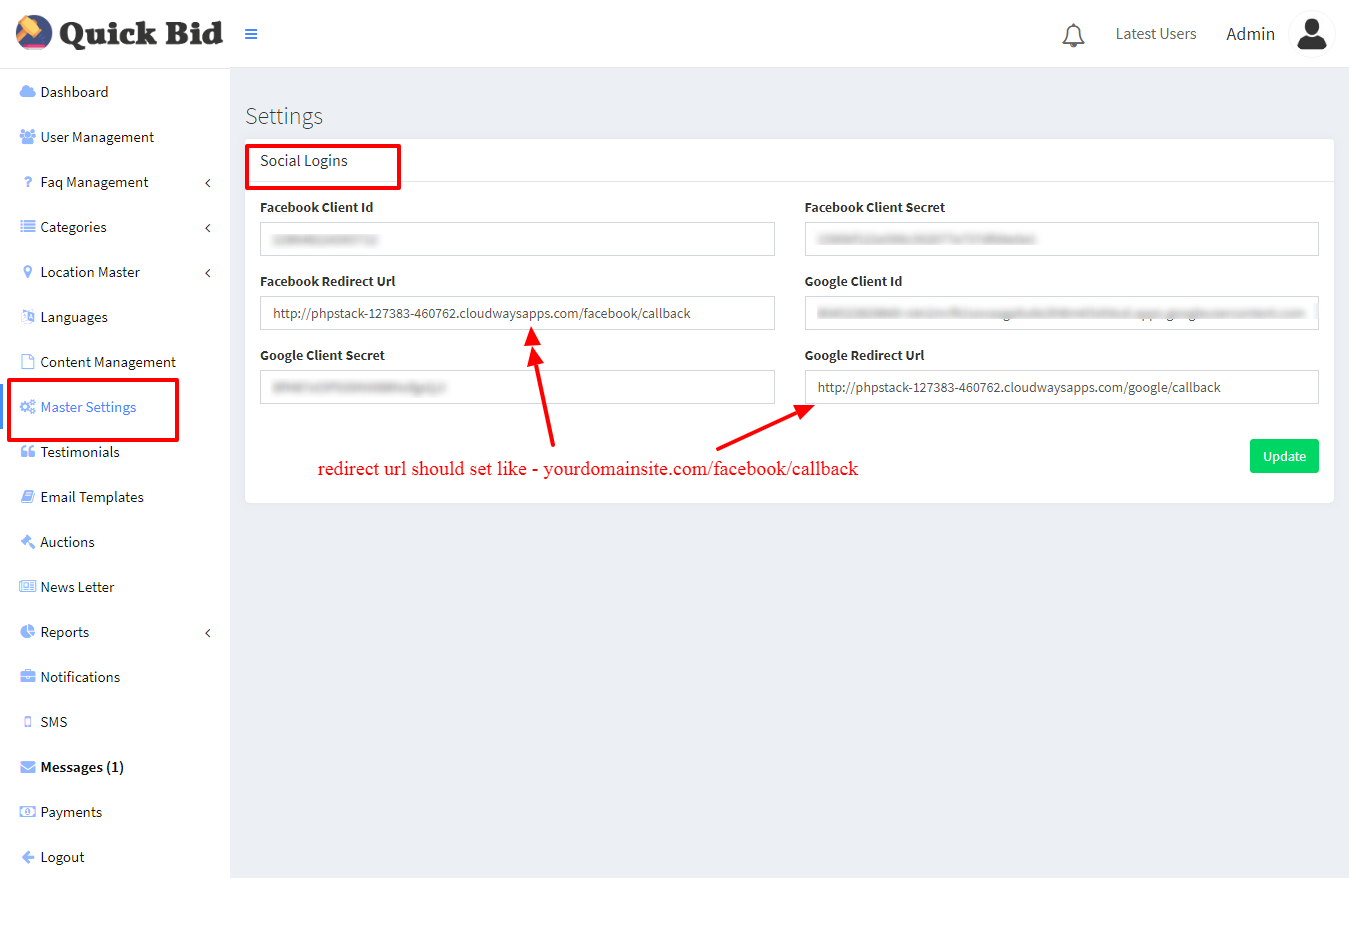 Quick Bid
Latest Users
Admin
Dashboard
User Management
Faq Management
Categories
Location Master
Languages
Content Management
Master Settings
Testimonials
Email Templates
Auctions
News Letter
Reports
Notifications
SMS
Messages (1)
Payments
Logout
Settings
Social Logins
Facebook Client Id
Facebook Client Secret
Facebook Redirect Url
Google Client Id
http://phpstack-127383-460762.cloudwaysapps.com/facebook/callback
Google Client Secret
Google Redirect Url
http://phpstack-127383-460762.cloudwaysapps.com/google/callback
redirect url should set like - yourdomainsite.com/facebook/callback
Update